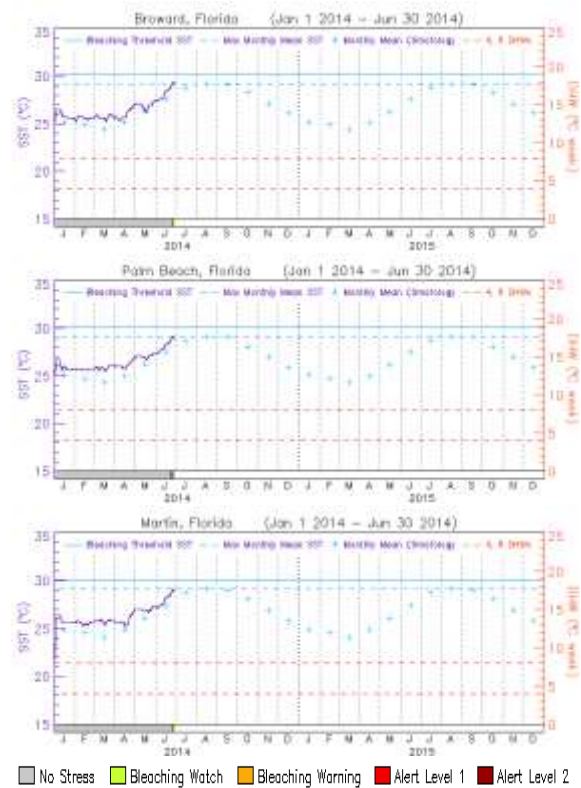 Broward, Florida (Jan 1 2014 - Jun 30 2014)
Bleaching Threshold SST Max Monthly Mean SST Monthly Mean Climatology 4, 8 DHWs
35
30
25
20
15
SST (°C)
25
20
15
10
5
0
DHW (°C week)
J F M A M J J A S O N D J F M A M J J A S O N D
2014 2015
Palm Beach, Florida (Jan 1 2014 - Jun 30 2014)
Bleaching Threshold SST Max Monthly Mean SST Monthly Mean Climatology 4, 8 DHWs
35
30
25
20
15
SST (°C)
25
20
15
10
5
0
DHW (°C week)
J F M A M J J A S O N D J F M A M J J A S O N D
2014 2015
Martin, Florida (Jan 1 2014 - Jun 30 2014)
Bleaching Threshold SST Max Monthly Mean SST Monthly Mean Climatology 4, 8 DHWs
35
30
25
20
15
SST (°C)
25
20
15
10
5
0
DHW (°C week)
J F M A M J J A S O N D J F M A M J J A S O N D
2014 2015
No Stress Bleaching Watch Bleaching Warning Alert Level 1 Alert Level 2